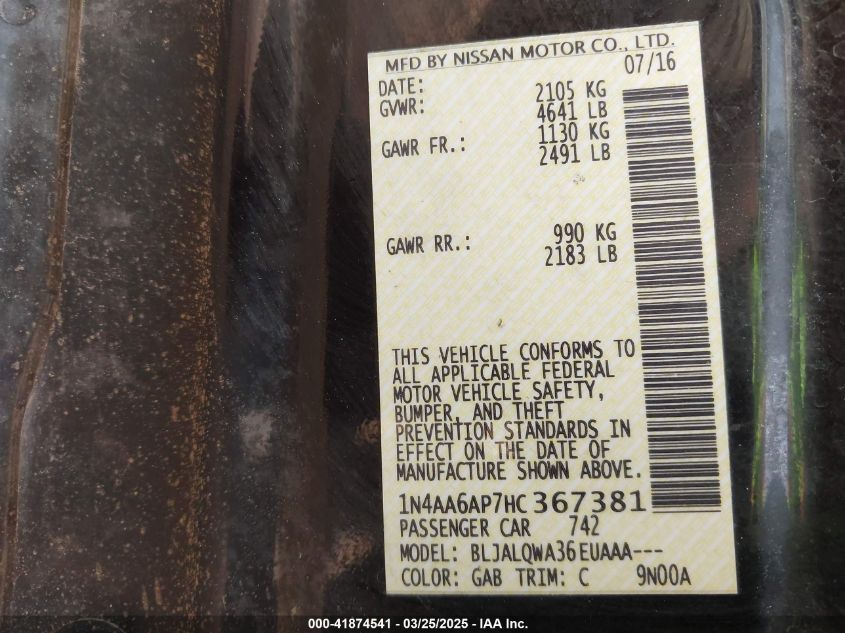 MFD BY NISSAN MOTOR CO., LTD.
DATE: 07/16
GVWR: 2105 KG
4641 LB
GAWR FR.: 1130 KG
2491 LB
GAWR RR.: 990 KG
2183 LB
THIS VEHICLE CONFORMS TO
ALL APPLICABLE FEDERAL
MOTOR VEHICLE SAFETY,
BUMPER, AND THEFT
PREVENTION STANDARDS IN
EFFECT ON THE DATE OF
MANUFACTURE SHOWN ABOVE.
1N4AA6AP7HC367381
PASSENGER CAR 742
MODEL: BLJALQWA36EUAAA---
COLOR: GAB TRIM: C 9N00A
000-41874541 - 03/25/2025 - IAA Inc.